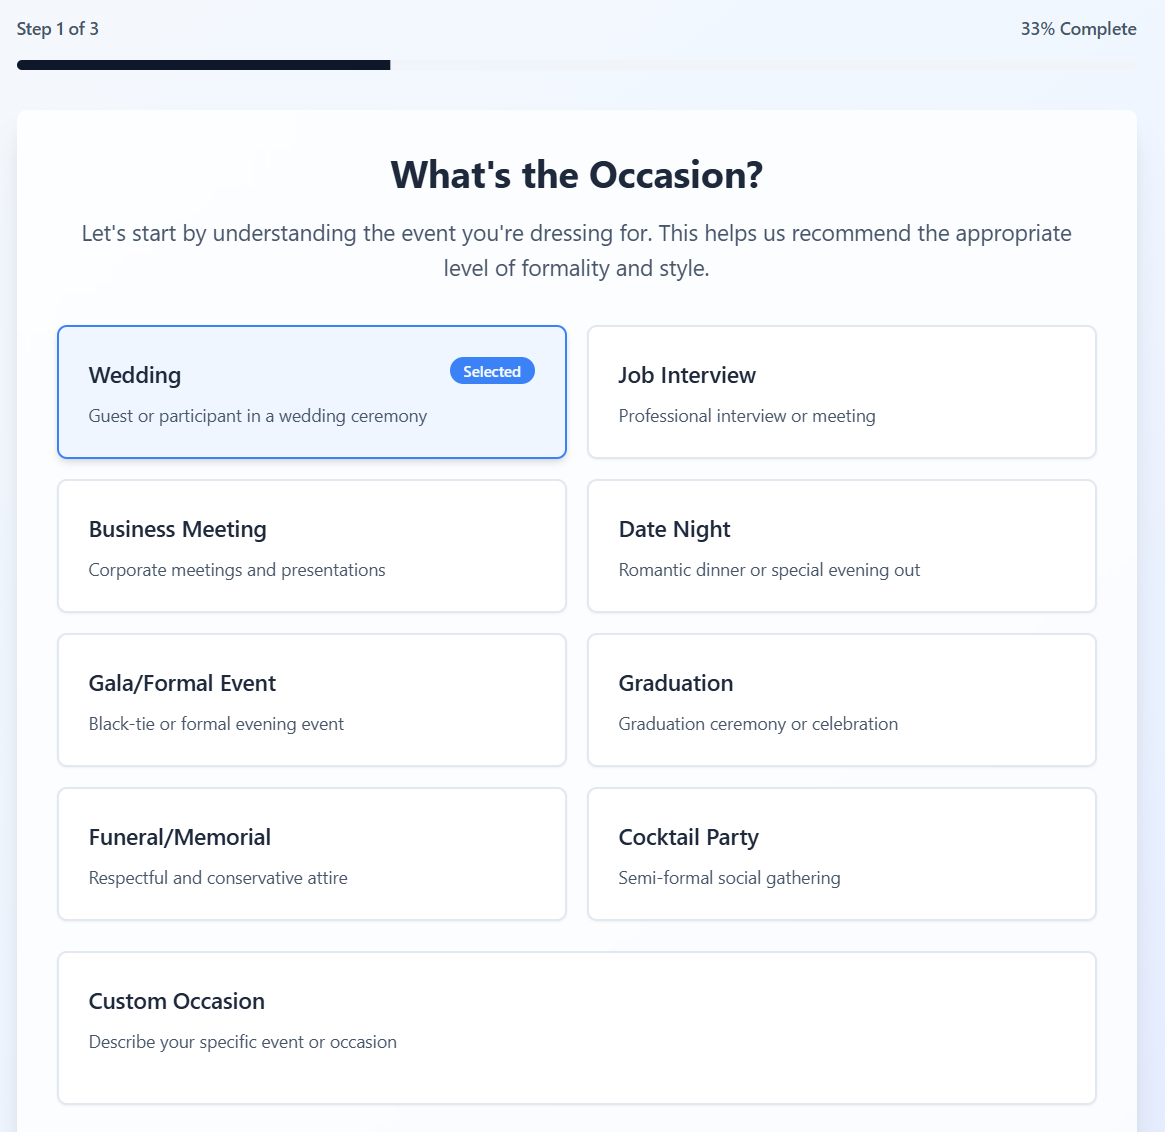 Step 1 of 3
33% Complete
What's the Occasion?
Let's start by understanding the event you're dressing for. This helps us recommend the appropriate
level of formality and style.
Wedding
Selected
Guest or participant in a wedding ceremony
Job Interview
Professional interview or meeting
Business Meeting
Corporate meetings and presentations
Date Night
Romantic dinner or special evening out
Gala/Formal Event
Black-tie or formal evening event
Graduation
Graduation ceremony or celebration
Funeral/Memorial
Respectful and conservative attire
Cocktail Party
Semi-formal social gathering
Custom Occasion
Describe your specific event or occasion